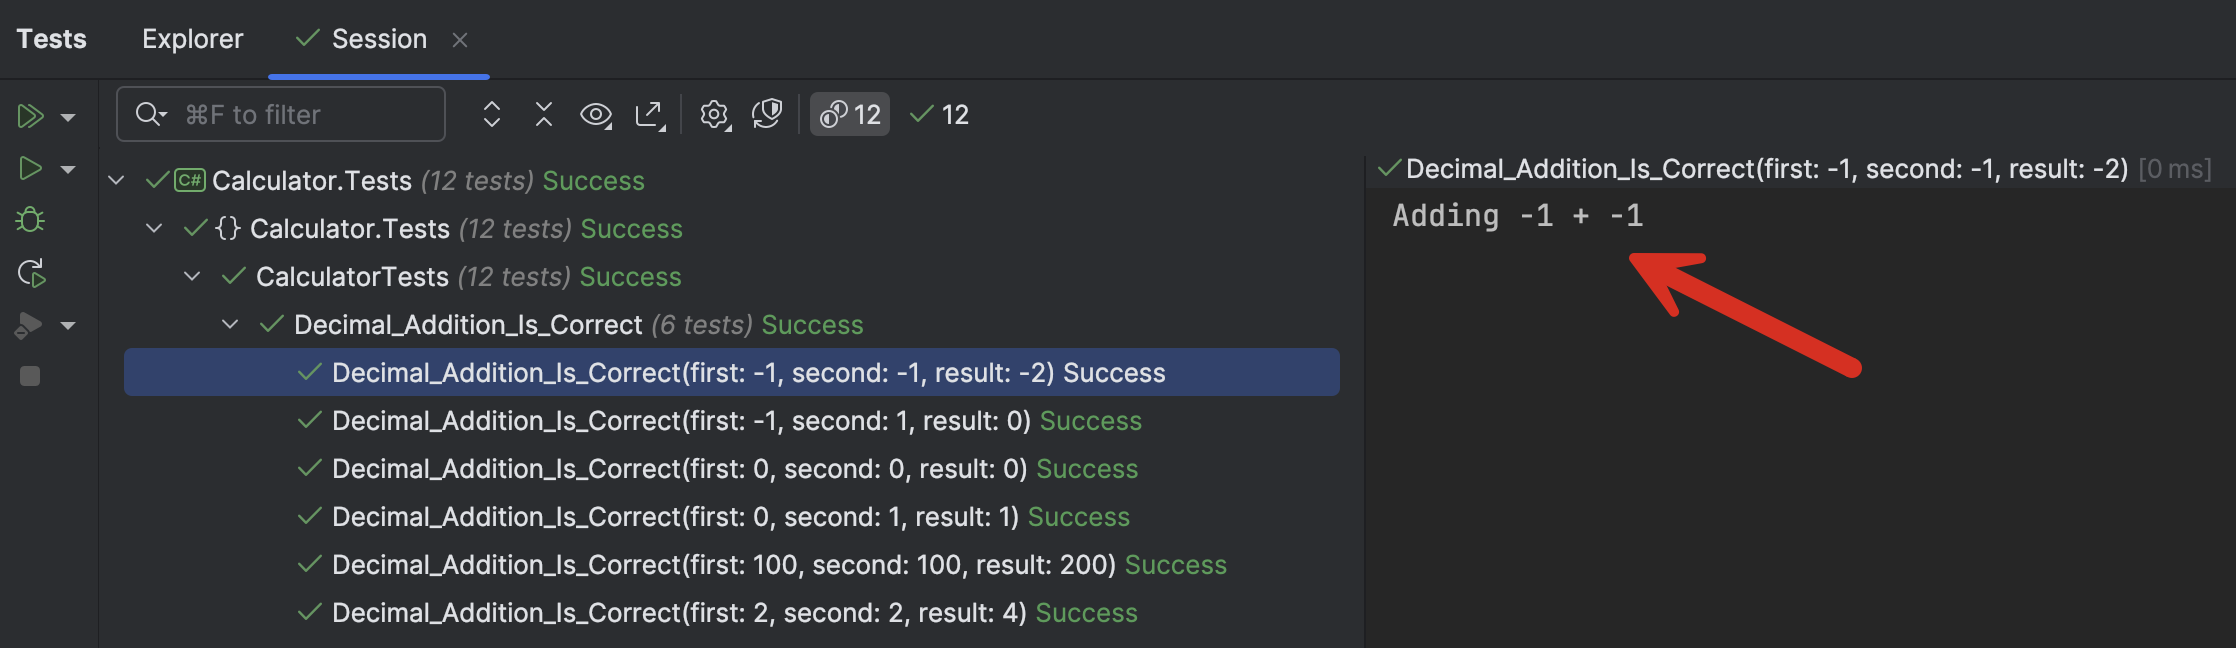 Tests Explorer Session
⌘F to filter 12 12
C# Calculator.Tests (12 tests) Success
{} Calculator.Tests (12 tests) Success
CalculatorTests (12 tests) Success
Decimal_Addition_Is_Correct (6 tests) Success
Decimal_Addition_Is_Correct(first: -1, second: -1, result: -2) Success
Decimal_Addition_Is_Correct(first: -1, second: 1, result: 0) Success
Decimal_Addition_Is_Correct(first: 0, second: 0, result: 0) Success
Decimal_Addition_Is_Correct(first: 0, second: 1, result: 1) Success
Decimal_Addition_Is_Correct(first: 100, second: 100, result: 200) Success
Decimal_Addition_Is_Correct(first: 2, second: 2, result: 4) Success
Decimal_Addition_Is_Correct(first: -1, second: -1, result: -2) [0 ms]
Adding -1 + -1